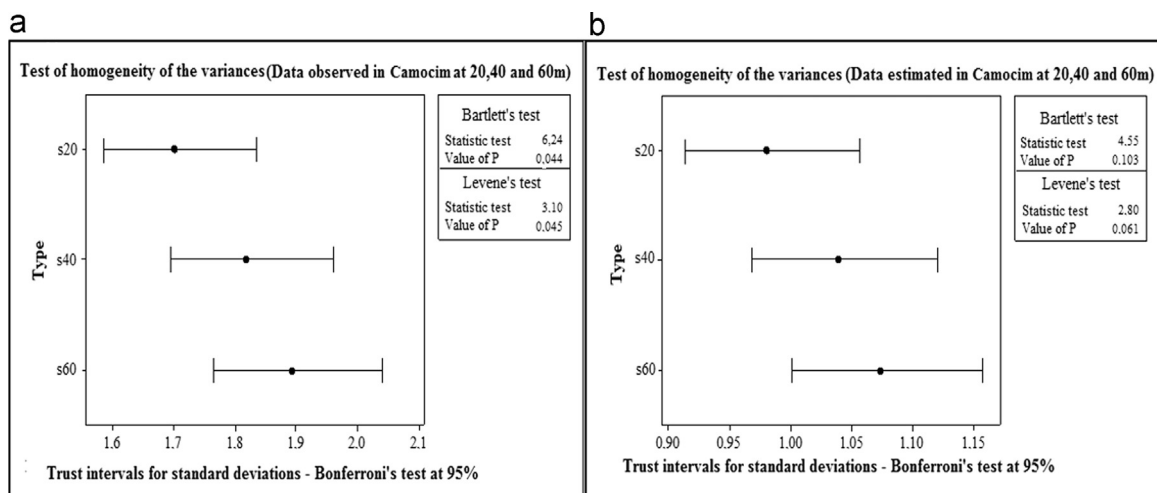 a
Test of homogeneity of the variances(Data observed in Camocim at 20,40 and 60m)
Bartlett's test
Statistic test 6,24
Value of P 0.044
Levene's test
Statistic test 3.10
Value of P 0.045
Type
s20
s40
s60
1.6 1.7 1.8 1.9 2.0 2.1
Trust intervals for standard deviations - Bonferroni's test at 95%
b
Test of homogeneity of the variances (Data estimated in Camocim at 20,40 and 60m)
Bartlett's test
Statistic test 4.55
Value of P 0.103
Levene's test
Statistic test 2.80
Value of P 0.061
Type
s20
s40
s60
0.90 0.95 1.00 1.05 1.10 1.15
Trust intervals for standard deviations - Bonferroni's test at 95%